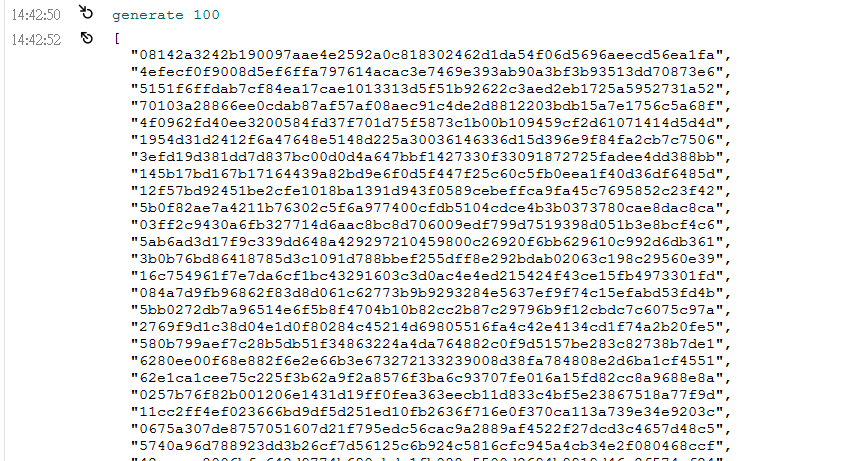 14:42:50 generate 100
14:42:52 [
"08142a3242b190097aae4e2592a0c818302462d1da54f06d5696aeecd56ea1fa",
"4efecf0f9008d5ef6ffa797614acac3e7469e393ab90a3bf3b93513dd70873e6",
"5151f6ffdab7cf84ea17cae1013313d5f51b92622c3aed2eb1725a5952731a52",
"70103a28866ee0cdab87af57af08aec91c4de2d8812203bdb15a7e1756c5a68f",
"4f0962fd40ee3200584fd37f701d75f5873c1b00b109459cf2d61071414d5d4d",
"1954d31d2412f6a47648e5148d225a30036146336d15d396e9f84fa2cb7c7506",
"3efd19d381dd7d837bc00d0d4a647bbf1427330f33091872725fadee4dd388bb",
"145b17bd167b17164439a82bd9e6f0d5f447f25c60c5fb0eea1f40d36df6485d",
"12f57bd92451be2cfe1018ba1391d943f0589cebeffca9fa45c7695852c23f42",
"5b0f82ae7a4211b76302c5f6a977400cfdb5104cdce4b3b0373780cae8dac8ca",
"03ff2c9430a6fb327714d6aac8bc8d706009edf799d7519398d051b3e8bcf4c6",
"5ab6ad3d17f9c339dd648a429297210459800c26920f6bb629610c992d6db361",
"3b0b76bd86418785d3c1091d788bbef255dff8e292bdab02063c198c29560e39",
"16c754961f7e7da6cf1bc43291603c3d0ac4e4ed215424f43ce15fb4973301fd",
"084a7d9fb96862f83d8d061c62773b9b9293284e5637ef9f74c15efabd53fd4b",
"5bb0272db7a96514e6f5b8f4704b10b82cc2b87c29796b9f12cbdc7c6075c97a",
"2769f9d1c38d04e1d0f80284c45214d69805516fa4c42e4134cd1f74a2b20fe5",
"580b799aef7c28b5db51f34863224a4da764882c0f9d5157be283c82738b7de1",
"6280ee00f68e882f6e2e66b3e673272133239008d38fa784808e2d6ba1cf4551",
"62e1ca1cee75c225f3b62a9f2a8576f3ba6c93707fe016a15fd82cc8a9688e8a",
"0257b76f82b001206e1431d19ff0fea363eecb11d833c4bf5e23867518a77f9d",
"11cc2ff4ef023666bd9df5d251ed10fb2636f716e0f370ca113a739e34e9203c",
"0675a307de8757051607d21f795edc56cac9a2889af4522f27dcd3c4657d48c5",
"5740a96d788923dd3b26cf7d56125c6b924c5816cfc945a4cb34e2f080468ccf",